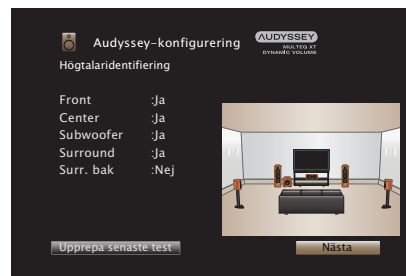 Audyssey-konfigurering
AUDYSSEY
MULTEQ XT
DYNAMIC VOLUME
Högtalaridentifiering
Front :Ja
Center :Ja
Subwoofer :Ja
Surround :Ja
Surr. bak :Nej
Upprepa senaste test
Nästa